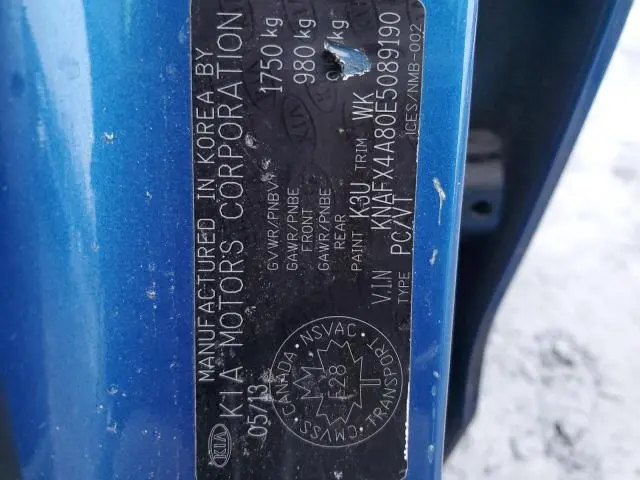 MANUFACTURED IN KOREA BY
KIA MOTORS CORPORATION
05/13
GVWR/PNBV 1750 kg
GAWR/PNBE FRONT 980 kg
GAWR/PNBE REAR kg
PAINT K3U TRIM WK
V.I.N KNAFX4A80E5089190
TYPE PC/VT
ICES/NMB-002
KIA
CANADA NSVAC
CMVSS TRANSPORT